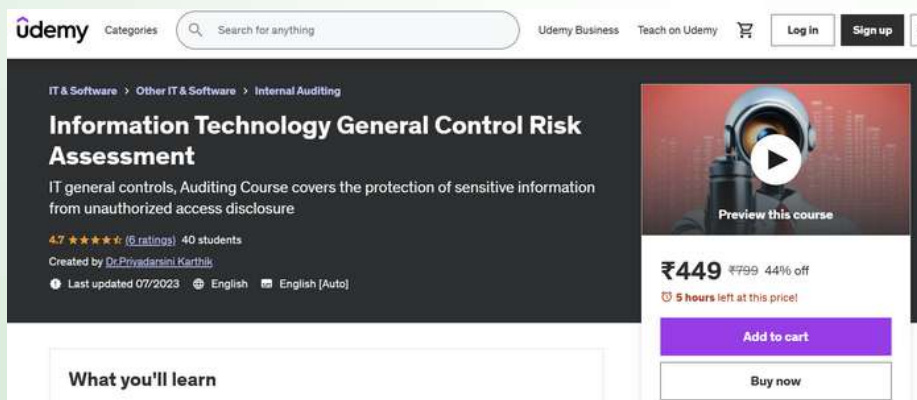 ûdemy
Categories
Search for anything
Udemy Business
Teach on Udemy
Log in
Sign up
IT & Software > Other IT & Software > Internal Auditing
Information Technology General Control Risk
Assessment
IT general controls, Auditing Course covers the protection of sensitive information
from unauthorized access disclosure
4.7 (6 ratings) 40 students
Created by Dr.Priyadarsini Karthik
Last updated 07/2023 English English [Auto]
Preview this course
₹449 ₹799 44% off
5 hours left at this price!
Add to cart
Buy now
What you'll learn